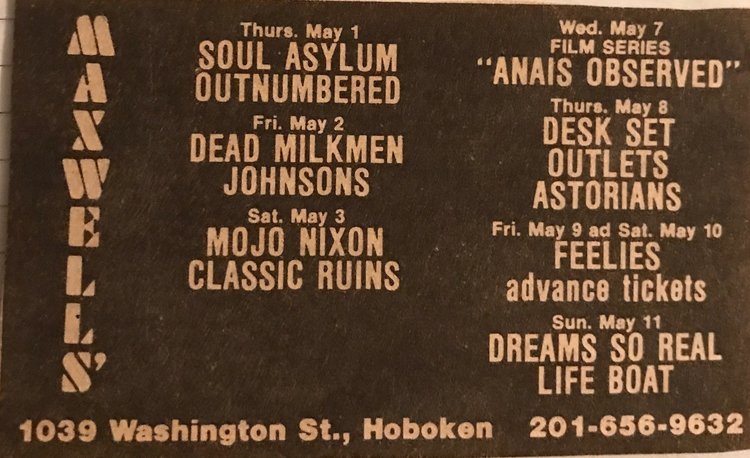 MAXWELLS'
Thurs. May 1
SOUL ASYLUM
OUTNUMBERED
Fri. May 2
DEAD MILKMEN
JOHNSONS
Sat. May 3
MOJO NIXON
CLASSIC RUINS
Wed. May 7
FILM SERIES
"ANAIS OBSERVED"
Thurs. May 8
DESK SET
OUTLETS
ASTORIANS
Fri. May 9 ad Sat. May 10
FEELIES
advance tickets
Sun. May 11
DREAMS SO REAL
LIFE BOAT
1039 Washington St., Hoboken 201-656-9632